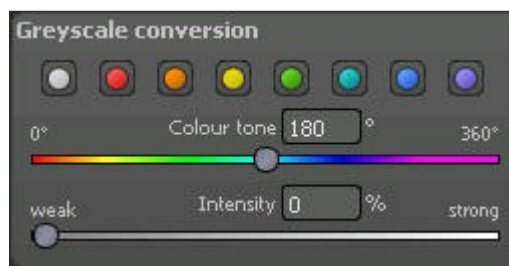 Greyscale conversion
0° Colour tone 180 ° 360°
weak Intensity 0 % strong